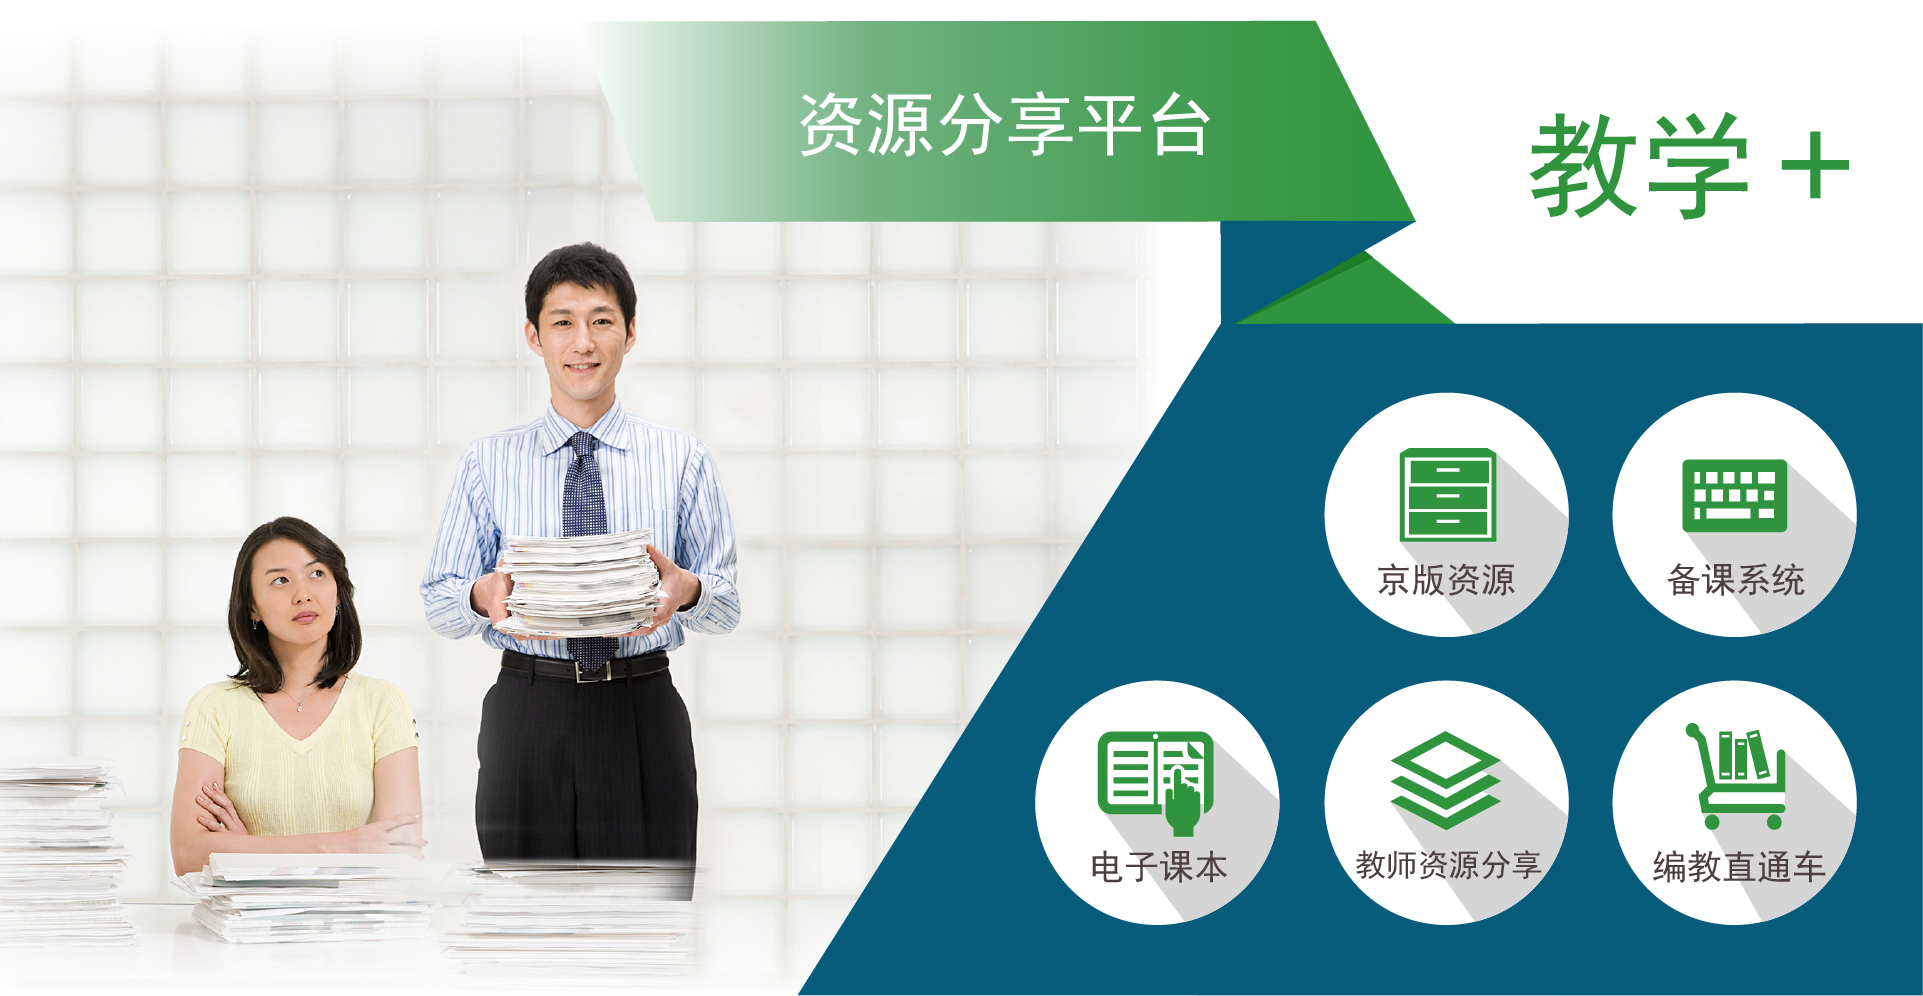 资源分享平台
教学+
京版资源
备课系统
电子课本
教师资源分享
编教直通车